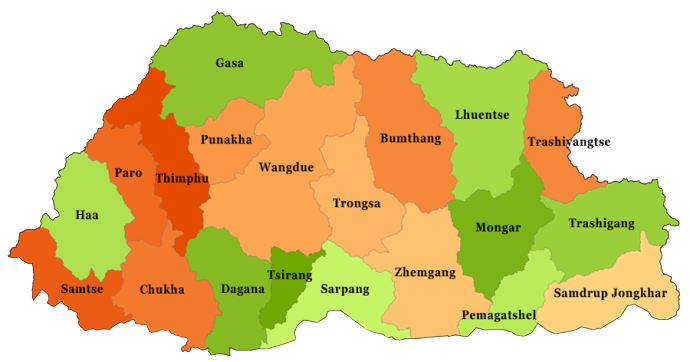 Gasa
Lhuentse
Punakha
Bumthang
Trashiyangtse
Wangdue
Paro
Thimphu
Trongsa
Haa
Mongar
Trashigang
Zhemgang
Tsirang
Samtse
Chukha
Dagana
Sarpang
Samdrup Jongkhar
Pemagatshel